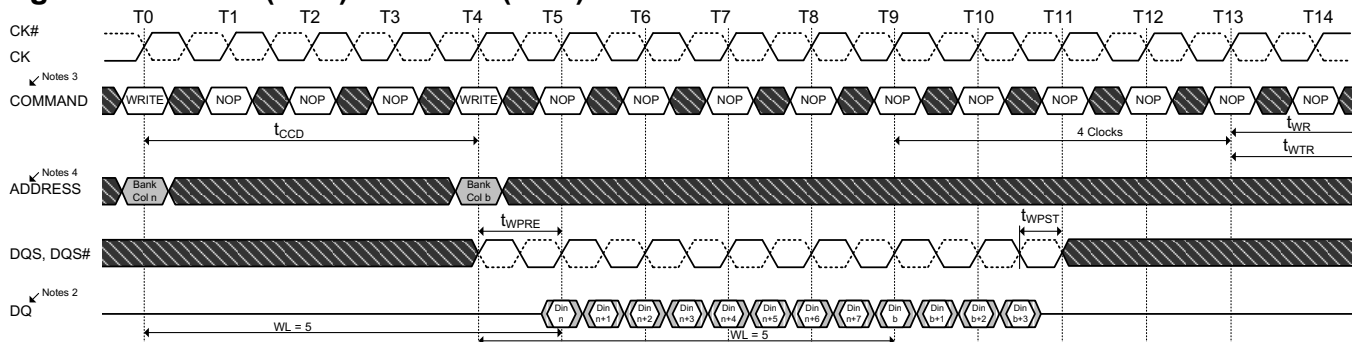 T0 T1 T2 T3 T4 T5 T6 T7 T8 T9 T10 T11 T12 T13 T14
CK#
CK
Notes 3
COMMAND WRITE NOP NOP NOP WRITE NOP NOP NOP NOP NOP NOP NOP NOP NOP NOP
tCCD 4 Clocks tWR
tWTR
Notes 4
ADDRESS Bank Col n Bank Col b
tWPRE tWPST
DQS, DQS#
Notes 2
DQ Din n Din n+1 Din n+2 Din n+3 Din n+4 Din n+5 Din n+6 Din n+7 Din b Din b+1 Din b+2 Din b+3
WL = 5 WL = 5